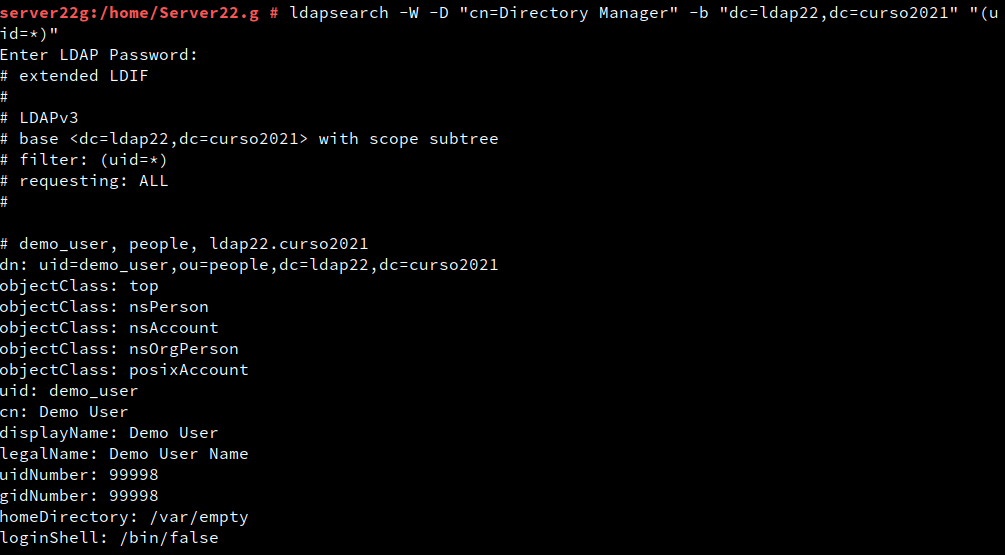 server22g:/home/Server22.g # ldapsearch -W -D "cn=Directory Manager" -b "dc=ldap22,dc=curso2021" "(u
id=*)"
Enter LDAP Password:
# extended LDIF
#
# LDAPv3
# base <dc=ldap22,dc=curso2021> with scope subtree
# filter: (uid=*)
# requesting: ALL
#
# demo_user, people, ldap22.curso2021
dn: uid=demo_user,ou=people,dc=ldap22,dc=curso2021
objectClass: top
objectClass: nsPerson
objectClass: nsAccount
objectClass: nsOrgPerson
objectClass: posixAccount
uid: demo_user
cn: Demo User
displayName: Demo User
legalName: Demo User Name
uidNumber: 99998
gidNumber: 99998
homeDirectory: /var/empty
loginShell: /bin/false